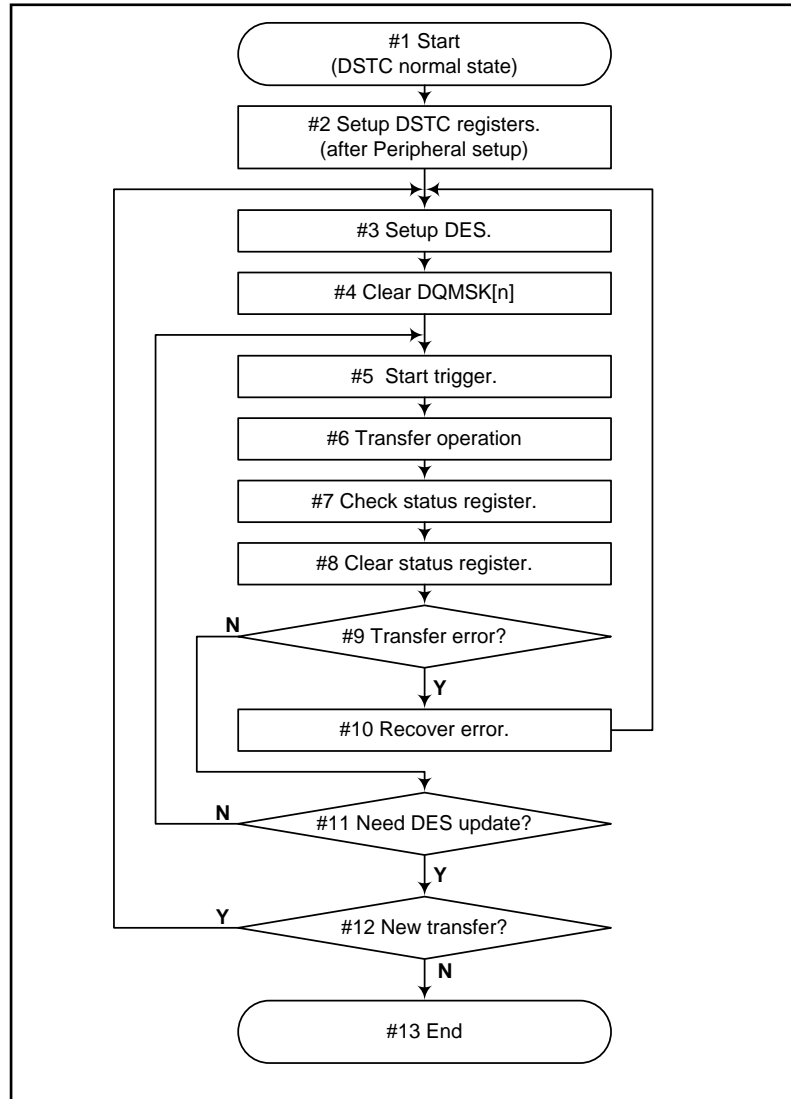 #1 Start
(DSTC normal state)
#2 Setup DSTC registers.
(after Peripheral setup)
#3 Setup DES.
#4 Clear DQMSK[n]
#5 Start trigger.
#6 Transfer operation
#7 Check status register.
#8 Clear status register.
N
#9 Transfer error?
Y
#10 Recover error.
N
#11 Need DES update?
Y
Y
#12 New transfer?
N
#13 End